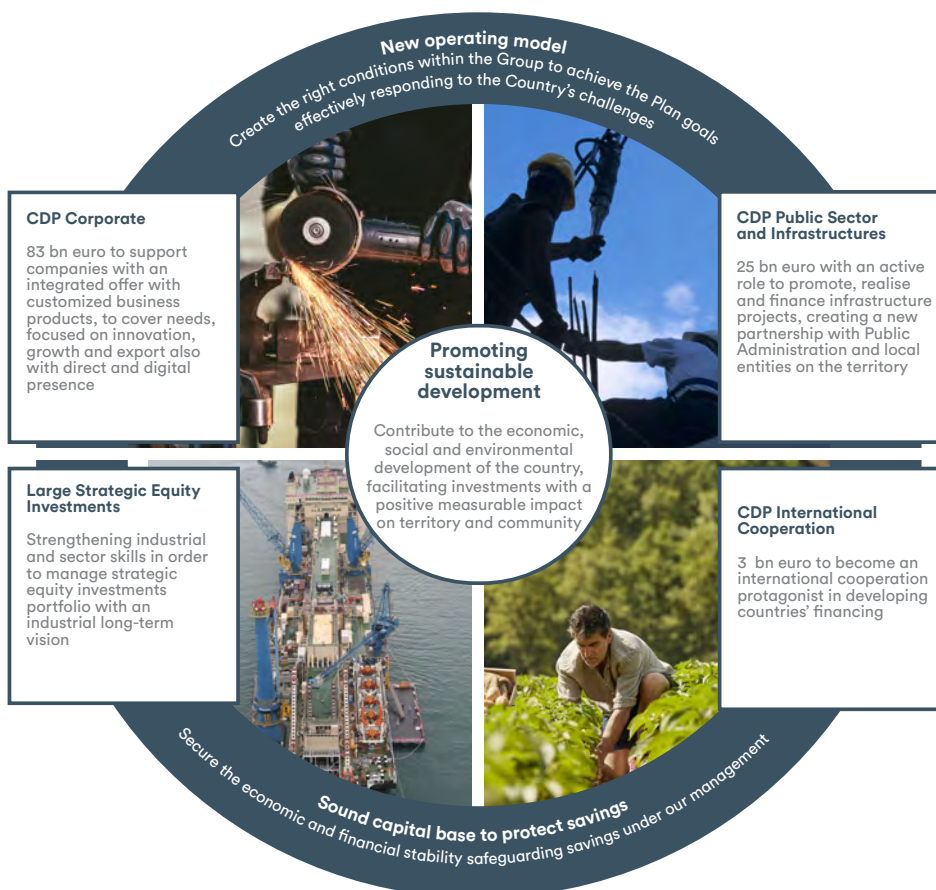 New operating model
Create the right conditions within the Group to achieve the Plan goals
effectively responding to the Country's challenges
CDP Corporate
83 bn euro to support
companies with an
integrated offer with
customized business
products, to cover needs,
focused on innovation,
growth and export also
with direct and digital
presence
CDP Public Sector
and Infrastructures
25 bn euro with an active
role to promote, realise
and finance infrastructure
projects, creating a new
partnership with Public
Administration and local
entities on the territory
Promoting
sustainable
development
Contribute to the economic,
social and environmental
development of the country,
facilitating investments with a
positive measurable impact
on territory and community
Large Strategic Equity
Investments
Strengthening industrial
and sector skills in order
to manage strategic
equity investments
portfolio with an
industrial long-term
vision
CDP International
Cooperation
3 bn euro to become an
international cooperation
protagonist in developing
countries' financing
Sound capital base to protect savings
Secure the economic and financial stability safeguarding savings under our management